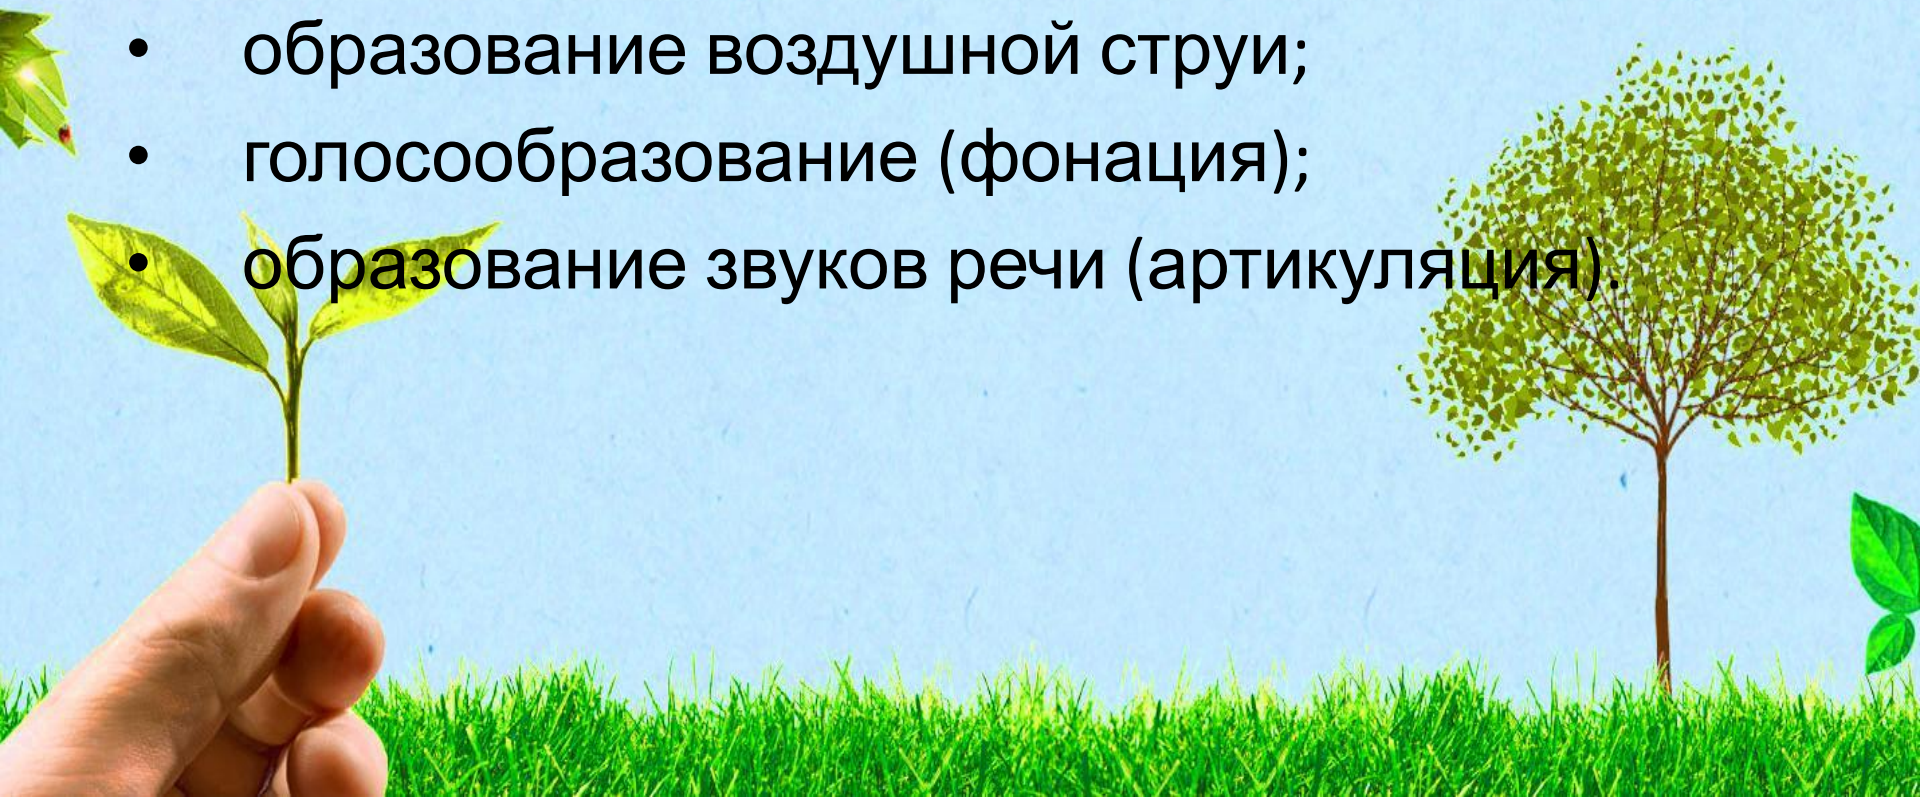 • образование воздушной струи;
• голосообразование (фонация);
• образование звуков речи (артикуляция).